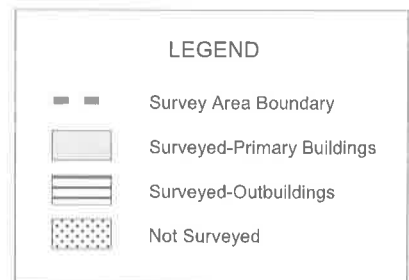 LEGEND
Survey Area Boundary
Surveyed-Primary Buildings
Surveyed-Outbuildings
Not Surveyed